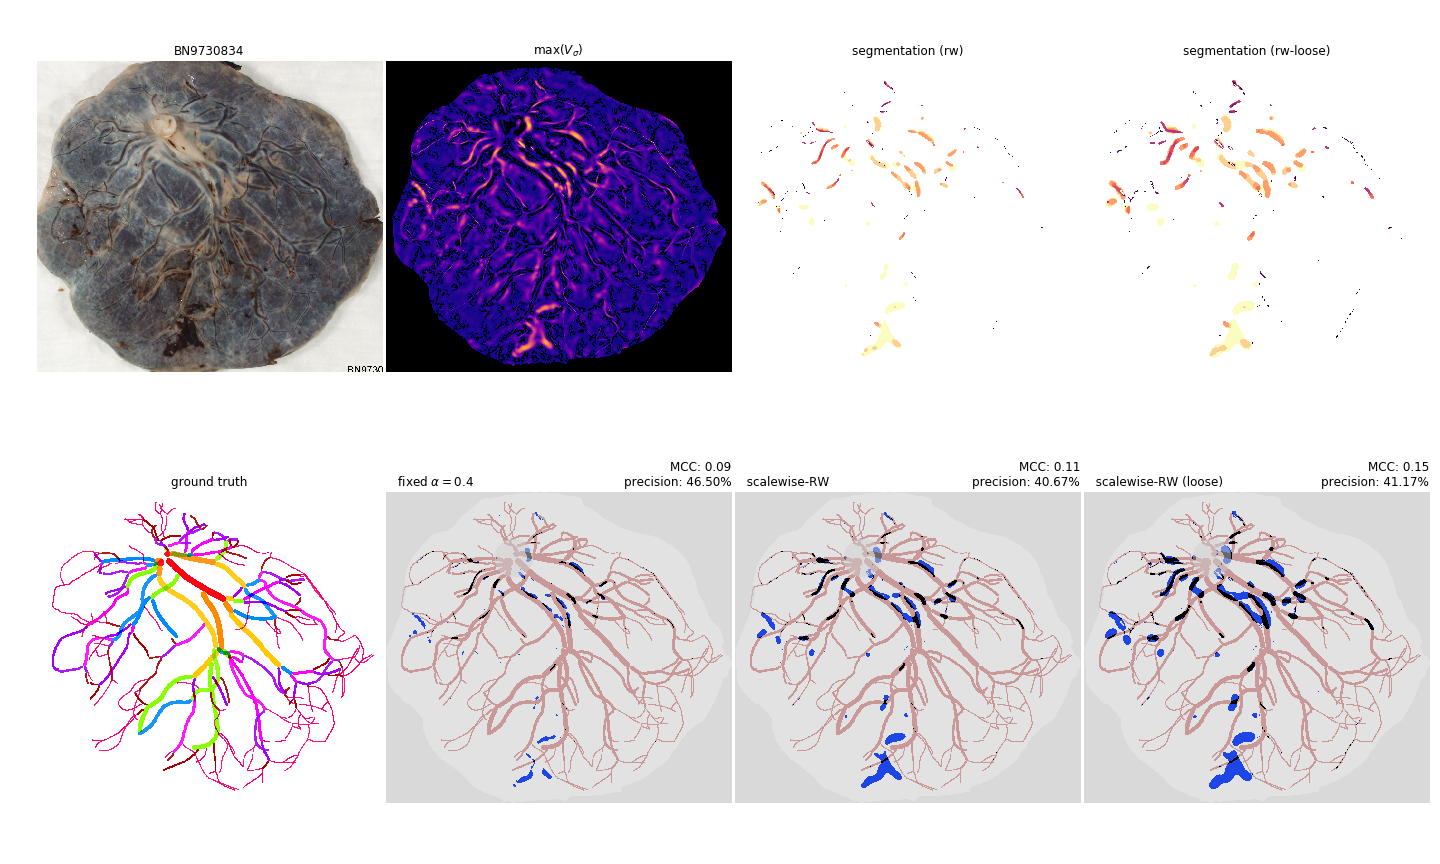 BN9730834
max(V_σ)
segmentation (rw)
segmentation (rw-loose)
BN9730
ground truth
fixed α = 0.4
MCC: 0.09
precision: 46.50%
scalewise-RW
MCC: 0.11
precision: 40.67%
scalewise-RW (loose)
MCC: 0.15
precision: 41.17%